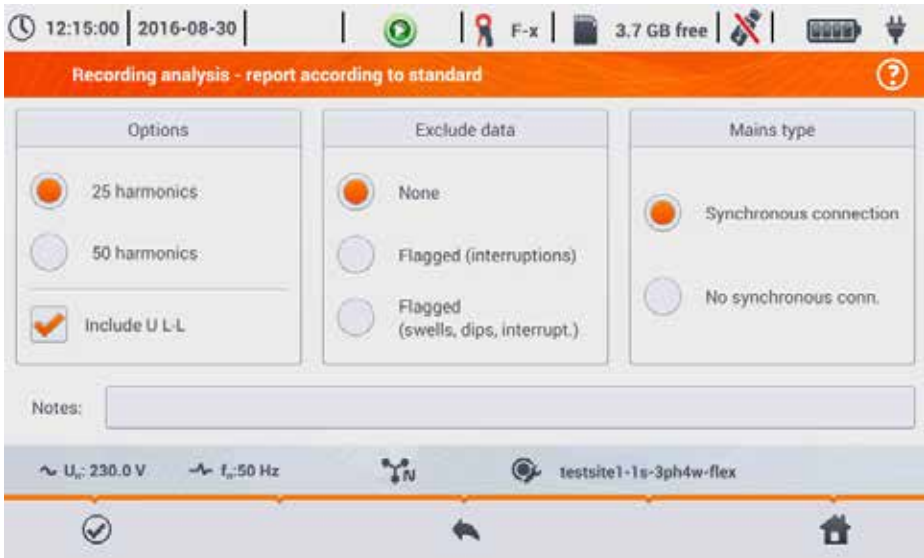 12:15:00 2016-08-30 F-x 3.7 GB free
Recording analysis - report according to standard ?
Options
25 harmonics
50 harmonics
Include U L-L
Exclude data
None
Flagged (interruptions)
Flagged
(swells, dips, interrupt.)
Mains type
Synchronous connection
No synchronous conn.
Notes:
Uₙ: 230.0 V fₙ:50 Hz N testsite1-1s-3ph4w-flex